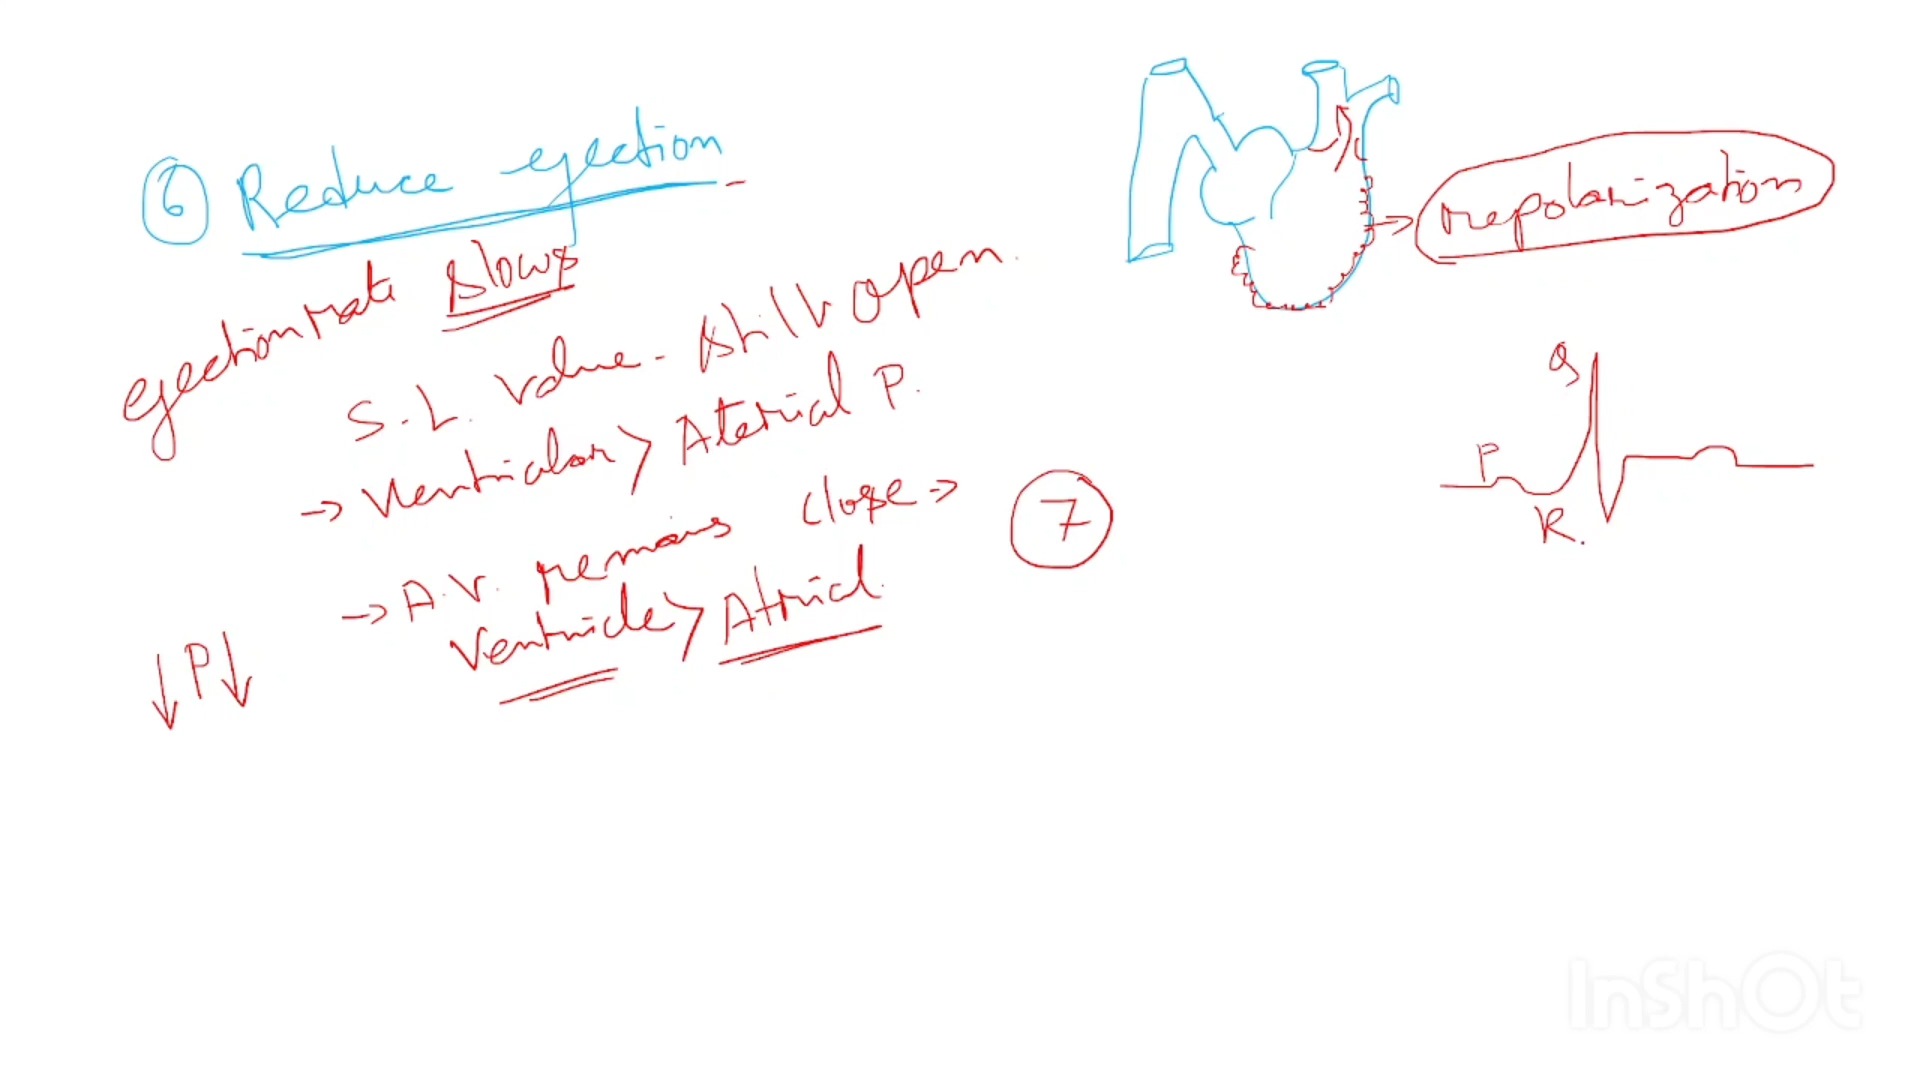 6 Reduce ejection
ejection rate slows
S.L. Valve - still open
→ Ventricular > Aterial P.
→ A.V. remains close → 7
Ventricle > Atrial
↓ P ↓
→ repolarization
Q
P
R.
InShOt